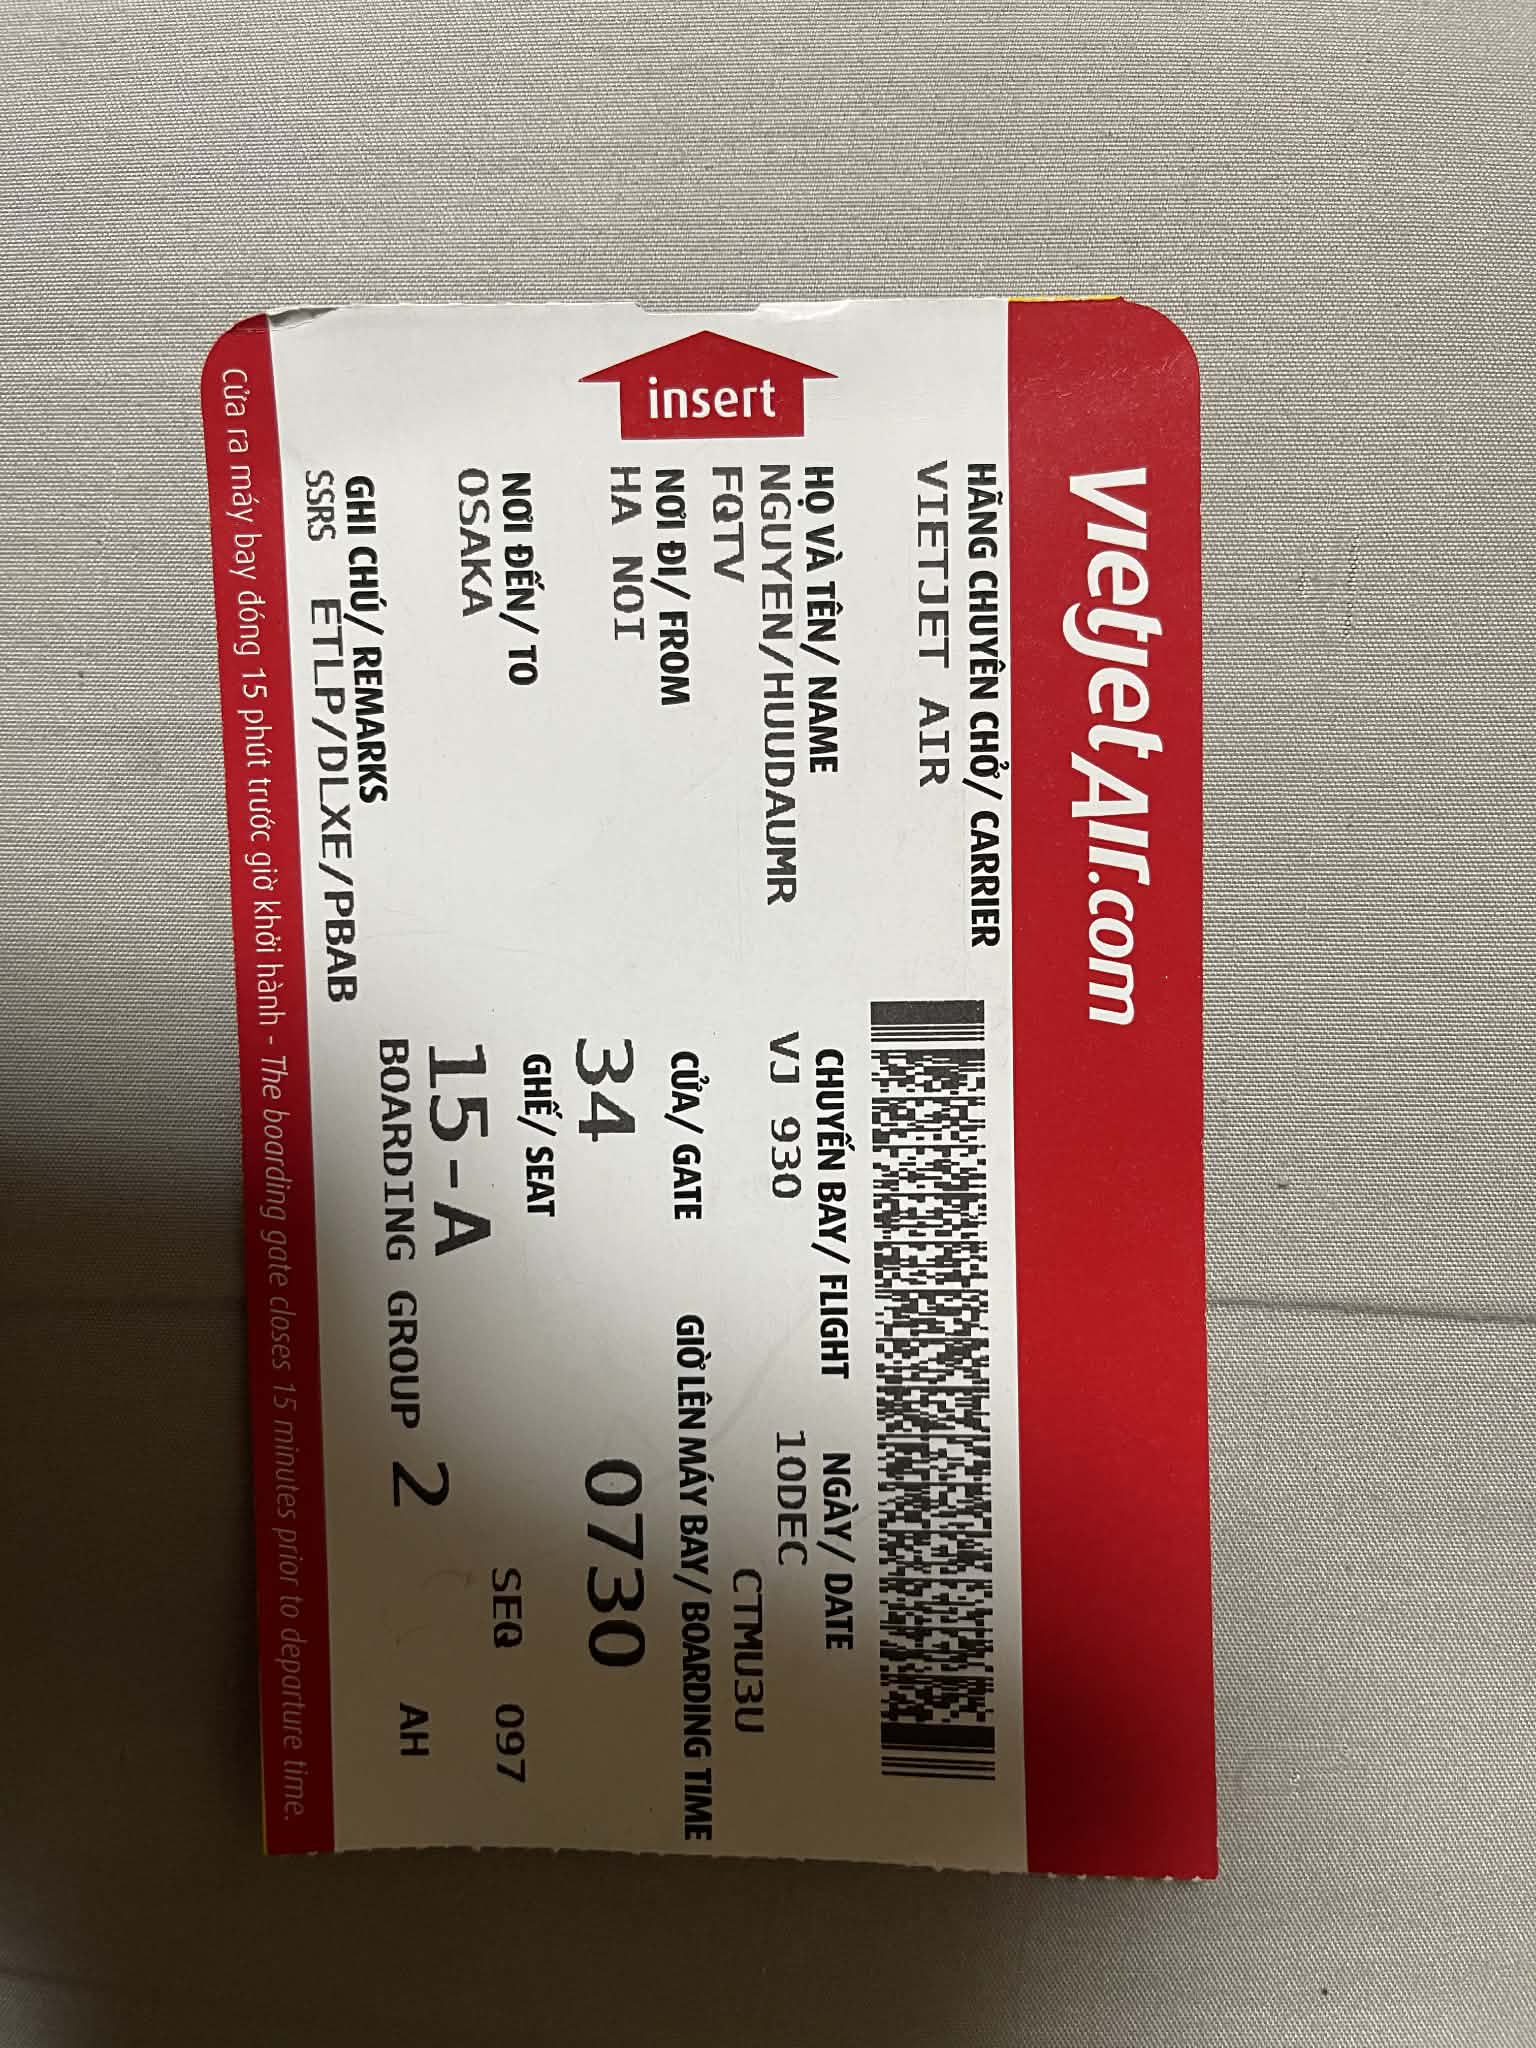 vietjetAir.com
HÃNG CHUYÊN CHỞ/ CARRIER
VIETJET AIR
insert
HỌ VÀ TÊN/ NAME
NGUYEN/HUUDAUMR
FQTV
NƠI ĐI/ FROM
HA NOI
NƠI ĐẾN/ TO
OSAKA
GHI CHÚ/ REMARKS
SSRS ETLP/DLXE/PBAB
CHUYẾN BAY/ FLIGHT NGÀY/ DATE
VJ 930 10DEC
CTMU3U
CỬA/ GATE GIỜ LÊN MÁY BAY/ BOARDING TIME
34 0730
GHẾ/ SEAT
15-A SEQ 097
BOARDING GROUP 2 AH
Cửa ra máy bay đóng 15 phút trước giờ khởi hành - The boarding gate closes 15 minutes prior to departure time.